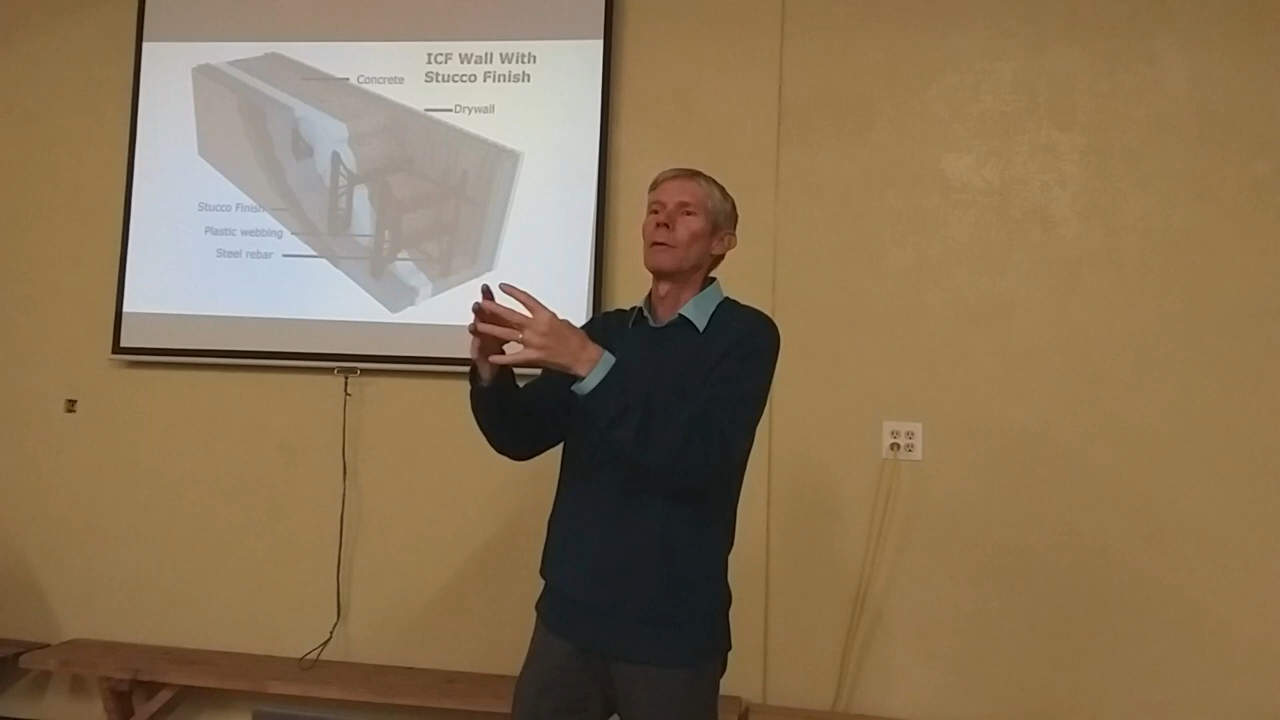 ICF Wall With
Stucco Finish
Concrete
Drywall
Stucco Finish
Plastic webbing
Steel rebar